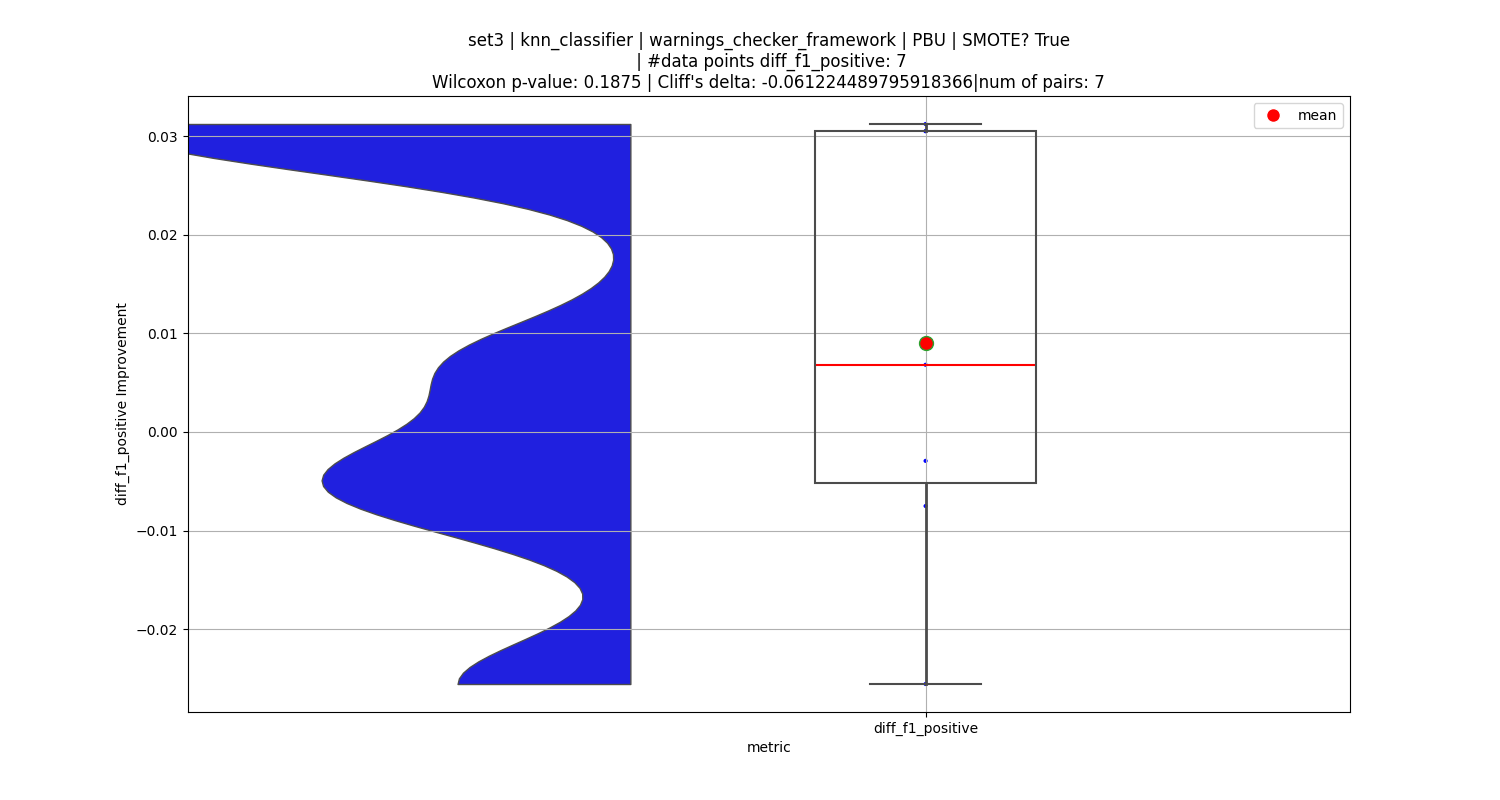 set3 | knn_classifier | warnings_checker_framework | PBU | SMOTE? True
| #data points diff_f1_positive: 7
Wilcoxon p-value: 0.1875 | Cliff's delta: -0.061224489795918366|num of pairs: 7
mean
0.03
0.02
0.01
0.00
−0.01
−0.02
diff_f1_positive Improvement
diff_f1_positive
metric